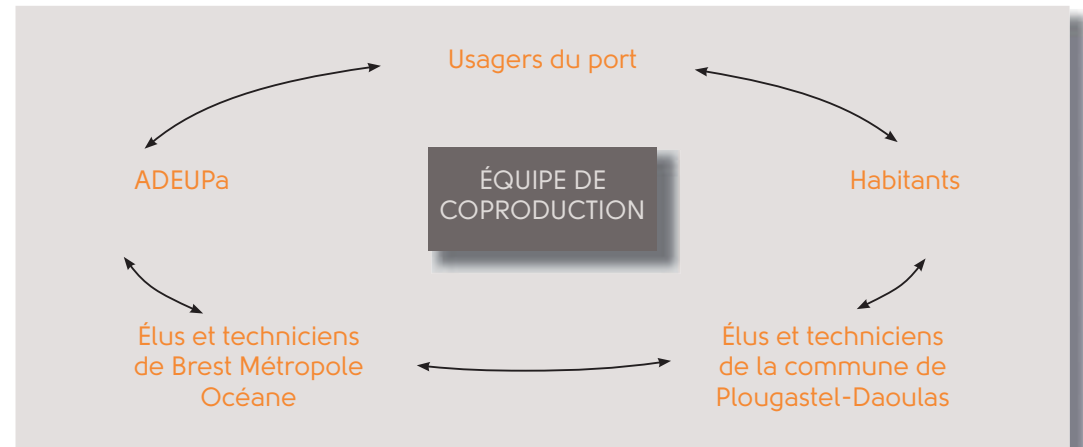 Usagers du port
ADEUPa
ÉQUIPE DE
COPRODUCTION
Habitants
Élus et techniciens
de Brest Métropole
Océane
Élus et techniciens
de la commune de
Plougastel-Daoulas